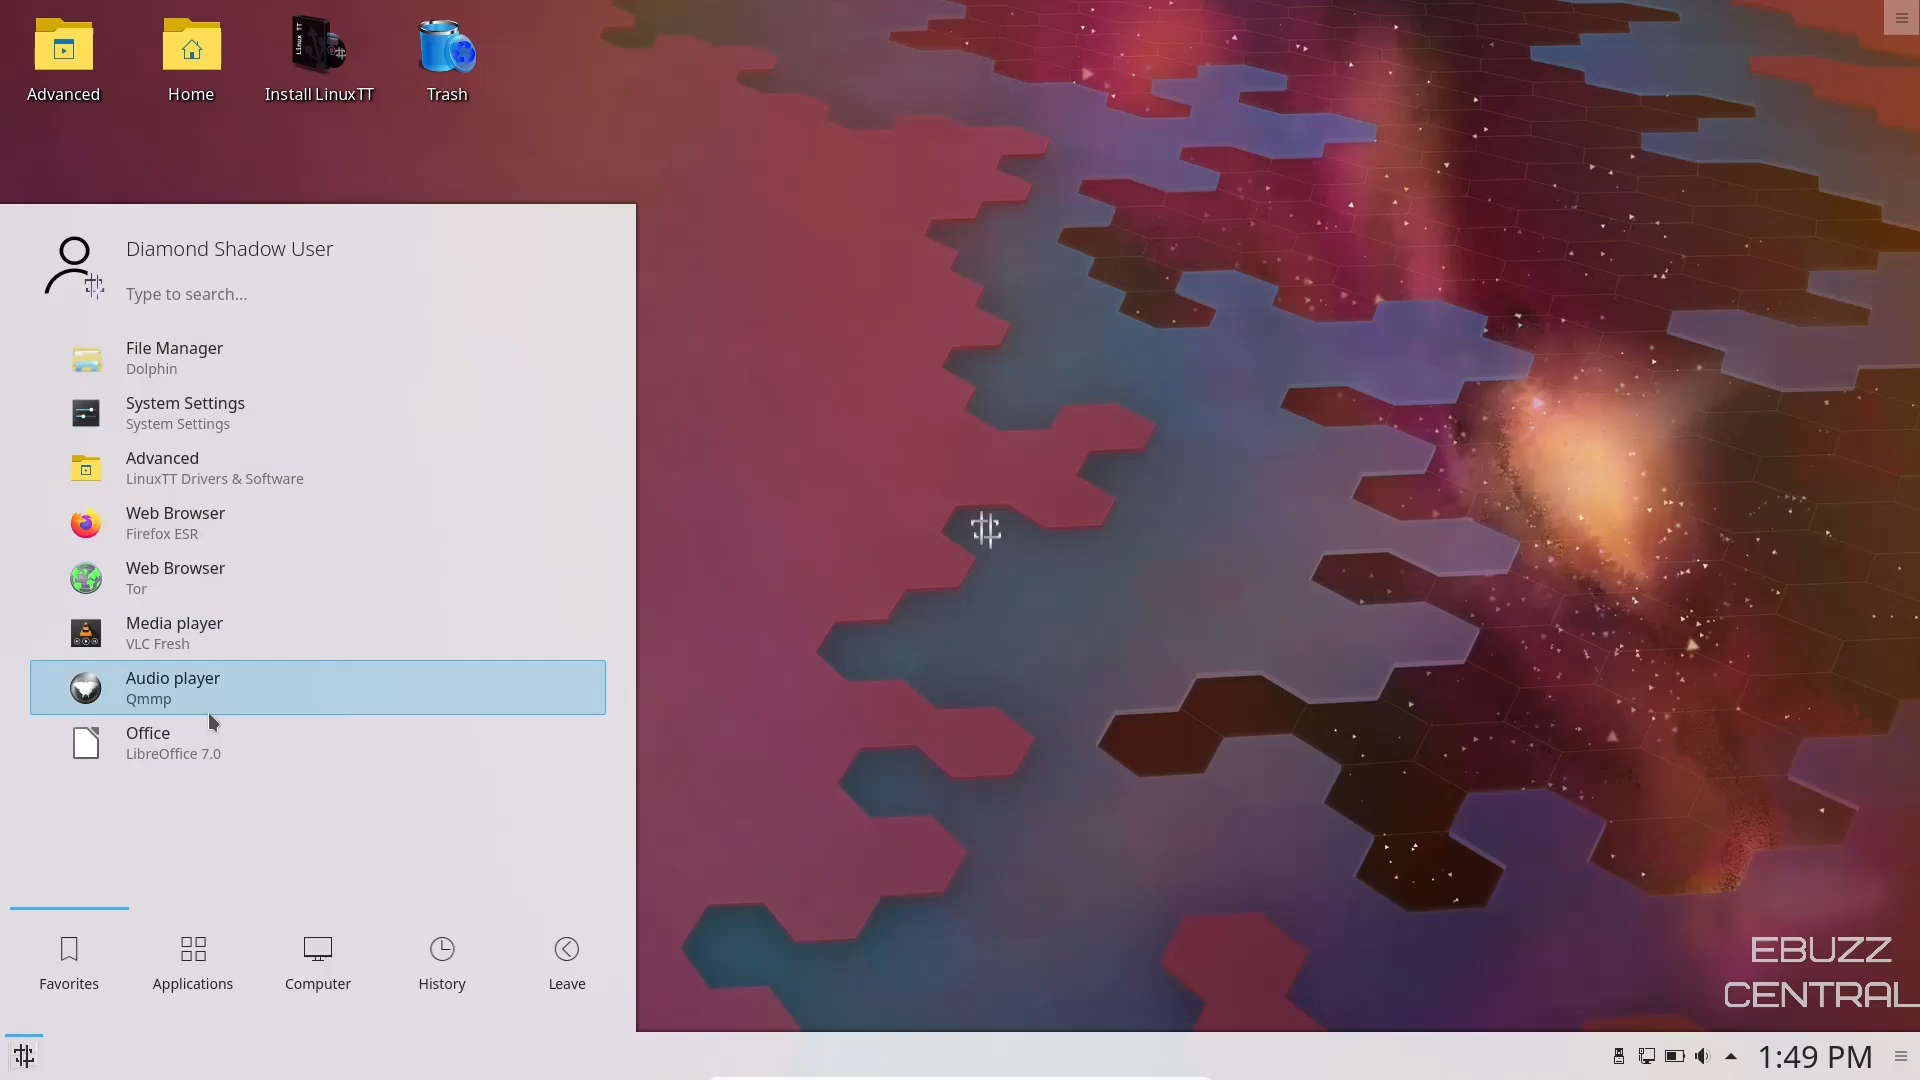 Advanced
Home
Install LinuxTT
Trash
Linux TT
Diamond Shadow User
Type to search...
File Manager
Dolphin
System Settings
System Settings
Advanced
LinuxTT Drivers & Software
Web Browser
Firefox ESR
Web Browser
Tor
Media player
VLC Fresh
Audio player
Qmmp
Office
LibreOffice 7.0
Favorites
Applications
Computer
History
Leave
EBUZZ
CENTRAL
1:49 PM